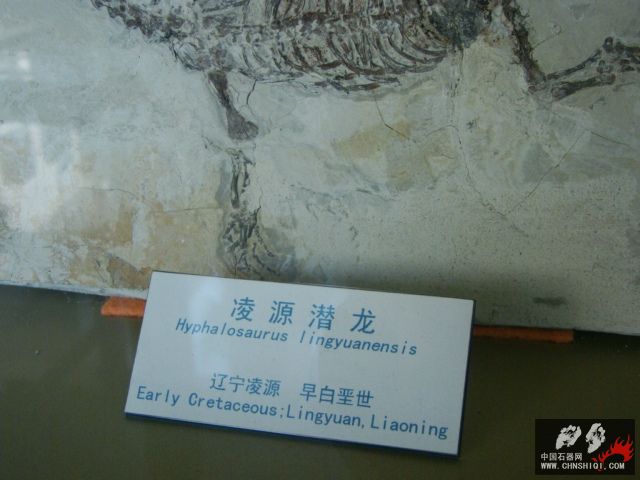 凌源潜龙
Hyphalosaurus lingyuanensis
辽宁凌源 早白垩世
Early Cretaceous;Lingyuan,Liaoning
中国石器网
WWW.CHNSHIQI.COM